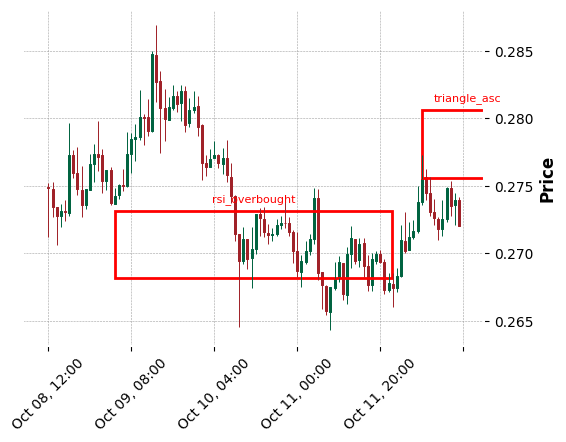 0.285
triangle_asc
0.280
0.275
rsi_overbought
0.270
0.265
Price
Oct 08, 12:00
Oct 09, 08:00
Oct 10, 04:00
Oct 11, 00:00
Oct 11, 20:00